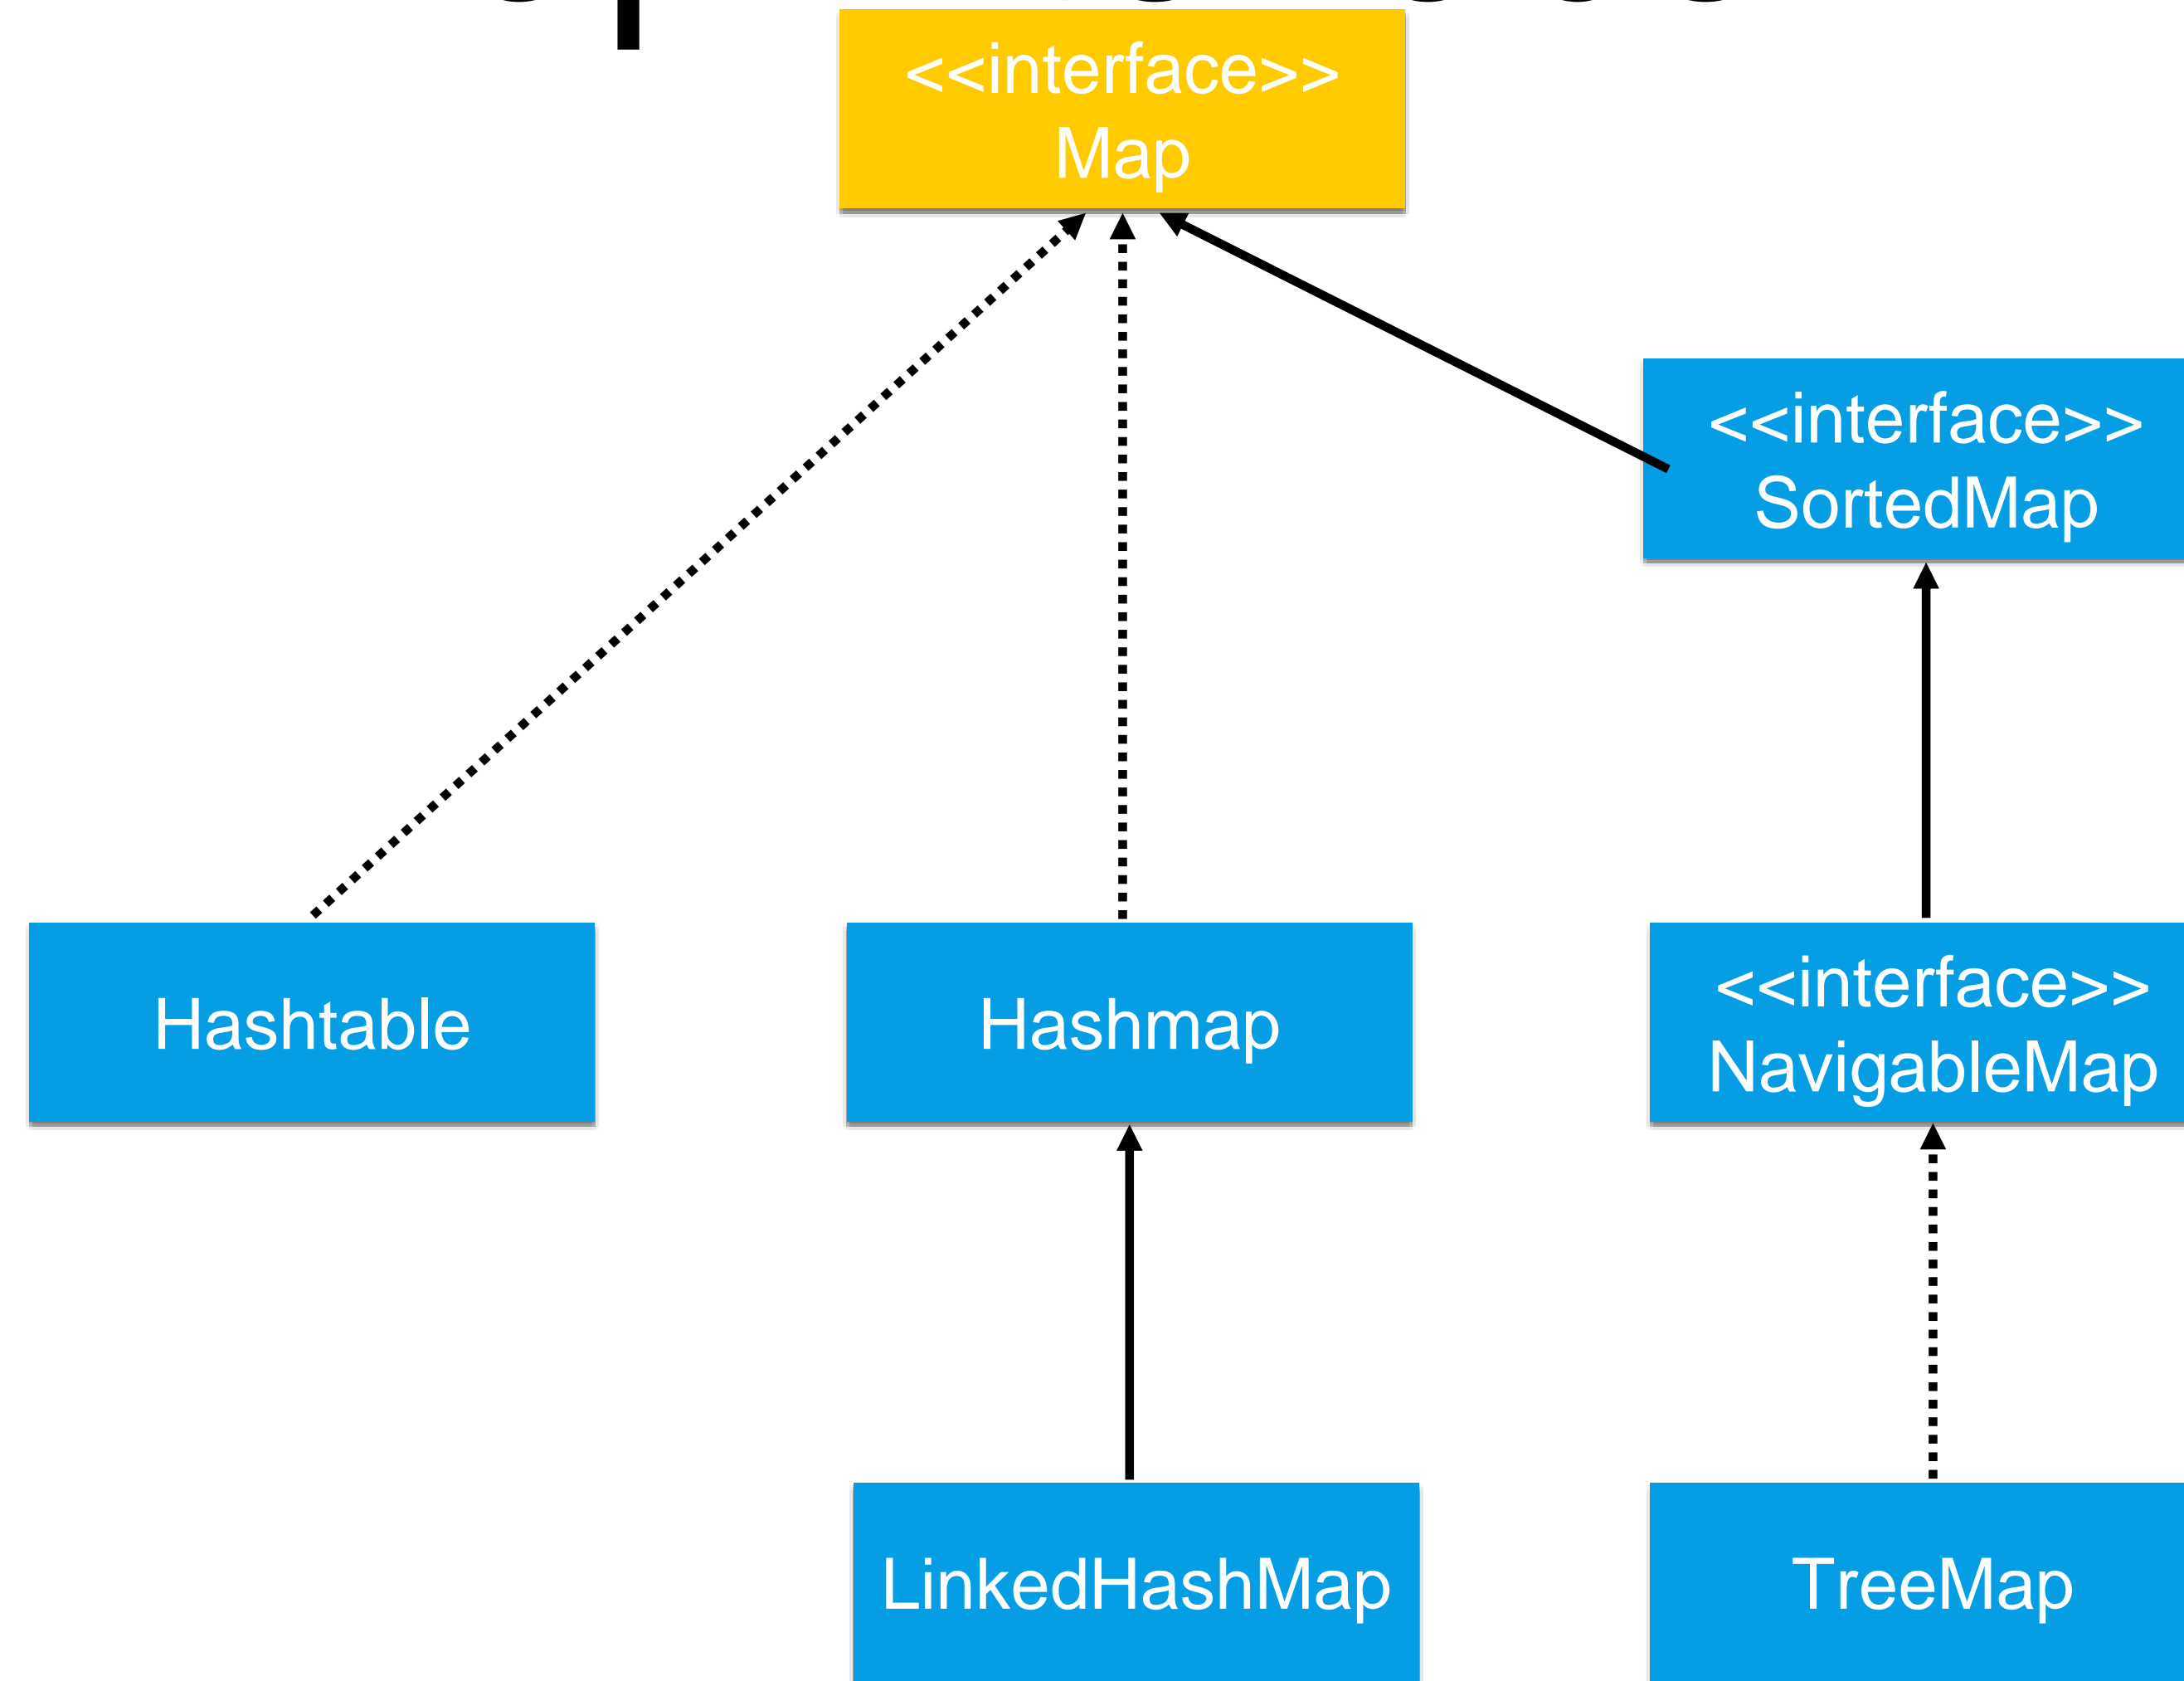 <<interface>>
Map
<<interface>>
SortedMap
Hashtable
Hashmap
<<interface>>
NavigableMap
LinkedHashMap
TreeMap